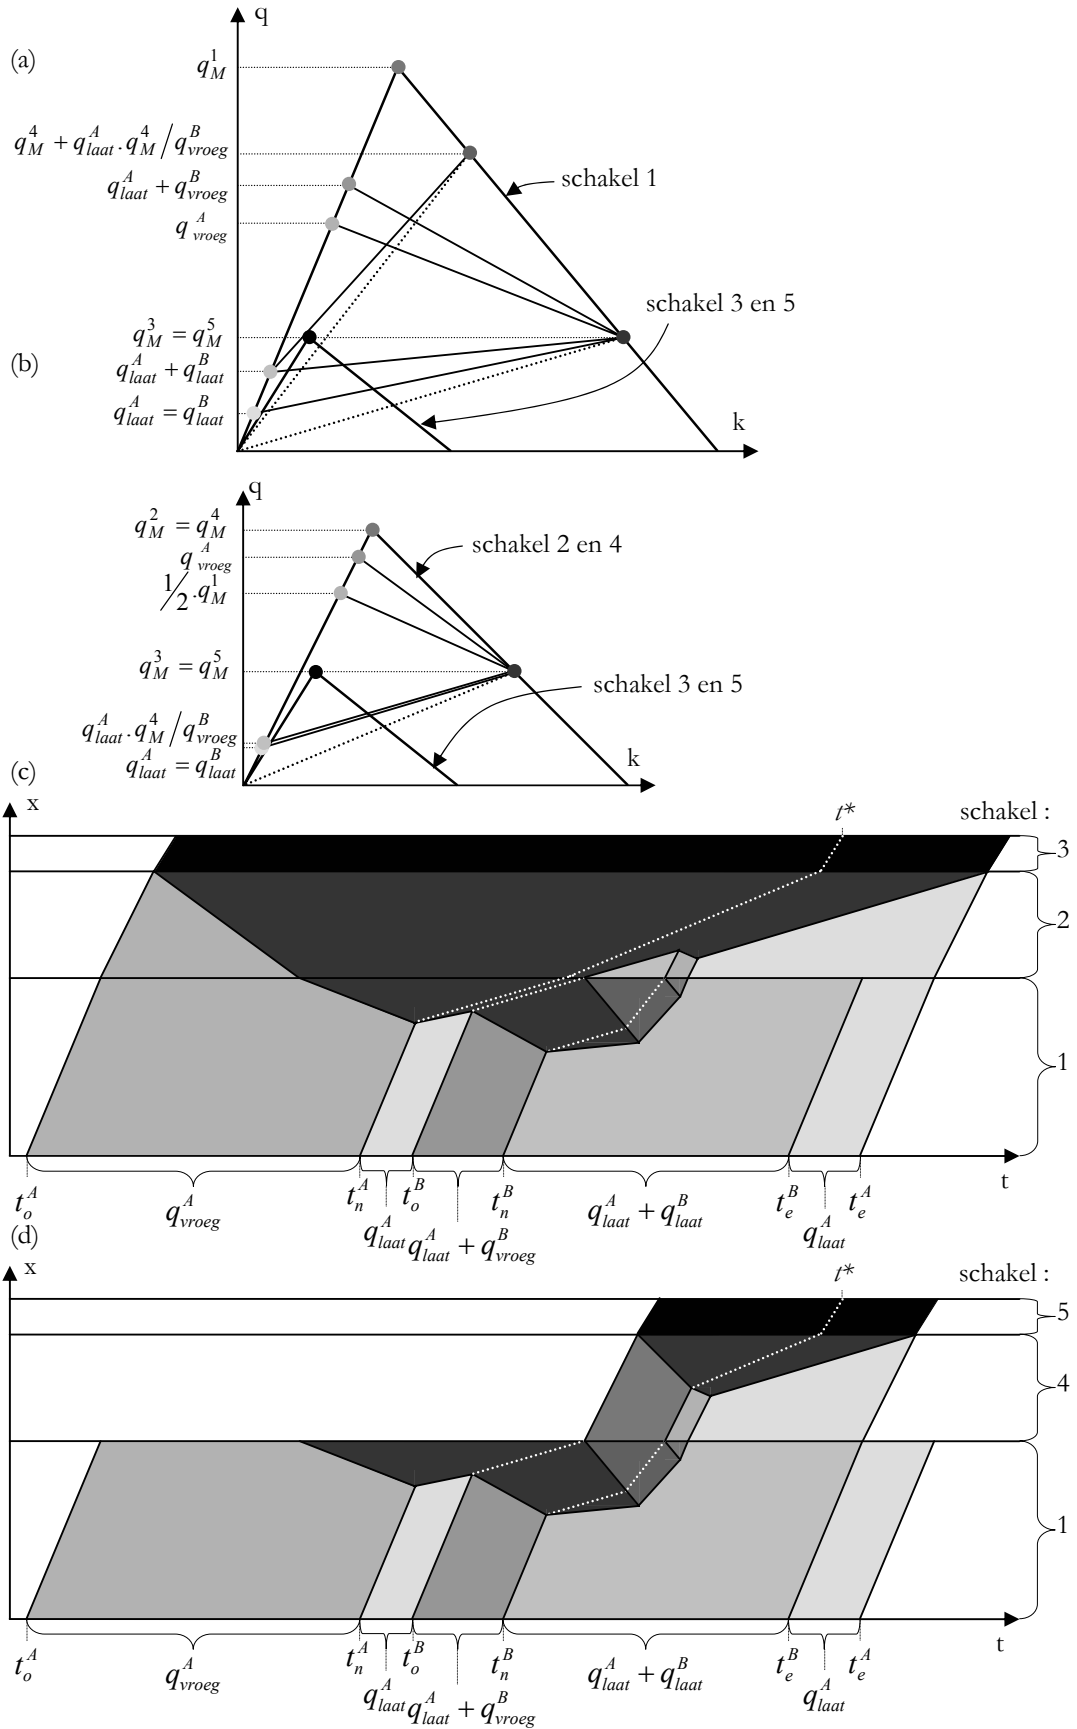 q
(a)
q_M^1
q_M^4 + q_laat^A . q_M^4 / q_vroeg^B
schakel 1
q_laat^A + q_vroeg^B
q_vroeg^A
schakel 3 en 5
q_M^3 = q_M^5
(b)
q_laat^A + q_laat^B
q_laat^A = q_laat^B
k
q
q_M^2 = q_M^4
schakel 2 en 4
q_vroeg^A
1/2 . q_M^1
q_M^3 = q_M^5
schakel 3 en 5
q_laat^A . q_M^4 / q_vroeg^B
k
q_laat^A = q_laat^B
(c)
x
t*
schakel :
3
2
1
t
t_o^A
q_vroeg^A
t_n^A
q_laat^A
t_o^B
q_laat^A + q_vroeg^B
t_n^B
q_laat^A + q_laat^B
t_e^B
q_laat^A
t_e^A
(d)
x
t*
schakel :
5
4
1
t
t_o^A
q_vroeg^A
t_n^A
q_laat^A
t_o^B
q_laat^A + q_vroeg^B
t_n^B
q_laat^A + q_laat^B
t_e^B
q_laat^A
t_e^A